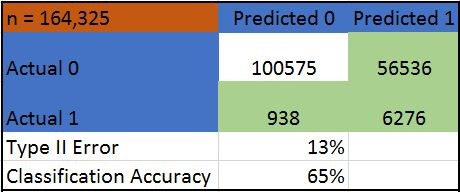 n = 164,325 Predicted 0 Predicted 1
Actual 0 100575 56536
Actual 1 938 6276
Type II Error 13%
Classification Accuracy 65%